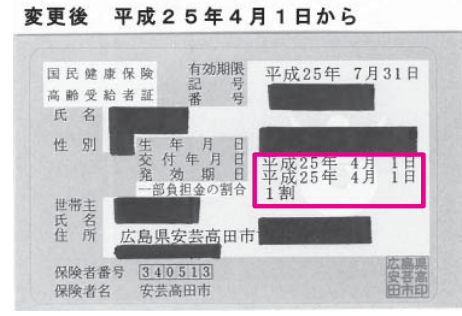 変更後　平成25年4月1日から
国民健康保険　有効期限　平成25年 7月31日
高齢受給者証　記号
番号
氏名
性別　生年月日
交付年月日　平成25年 4月 1日
発効期日　平成25年 4月 1日
一部負担金の割合　1割
世帯主
氏名
住所　広島県安芸高田市
保険者番号　340513
保険者名　安芸高田市
広島県
安芸高
田市印